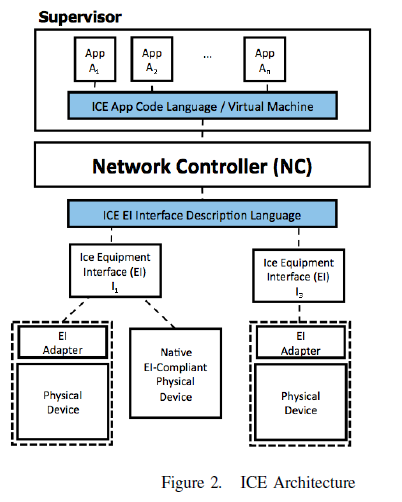 Supervisor
App
A1
App
A2
...
App
An
ICE App Code Language / Virtual Machine
Network Controller (NC)
ICE EI Interface Description Language
Ice Equipment
Interface (EI)
I1
Ice Equipment
Interface (EI)
I3
EI
Adapter
Physical
Device
Native
EI-Compliant
Physical
Device
EI
Adapter
Physical
Device
Figure 2. ICE Architecture